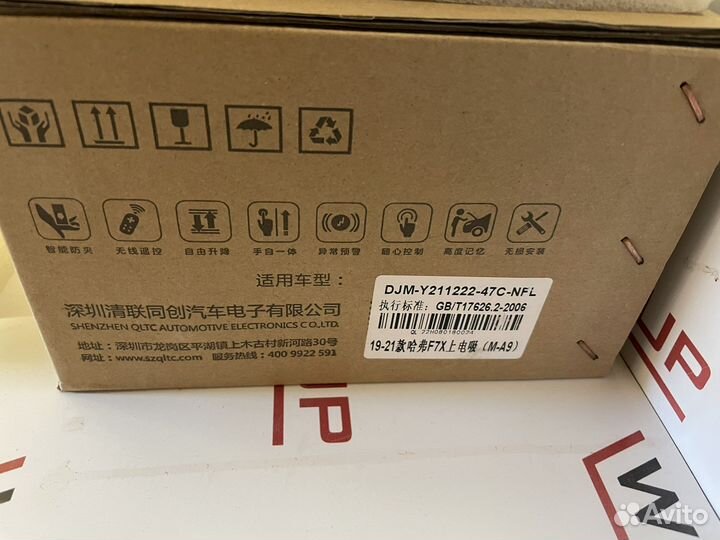 智能防夹 无线遥控 自由升降 手自一体 异常预警 随心控制 高度记忆 无损安装
适用车型：
深圳清联同创汽车电子有限公司
SHENZHEN QLTC AUTOMOTIVE ELECTRONICS CO.,LTD.
地址：深圳市龙岗区平湖镇上木古村新河路30号
网址：www.szqltc.com 服务热线：400 9922 591
DJM-Y211222-47C-NFL
执行标准：GB/T17626.2-2006
QL 22H080180034
19-21款哈弗F7X上电吸（M-A9）
UP
UP
W
W
Avito